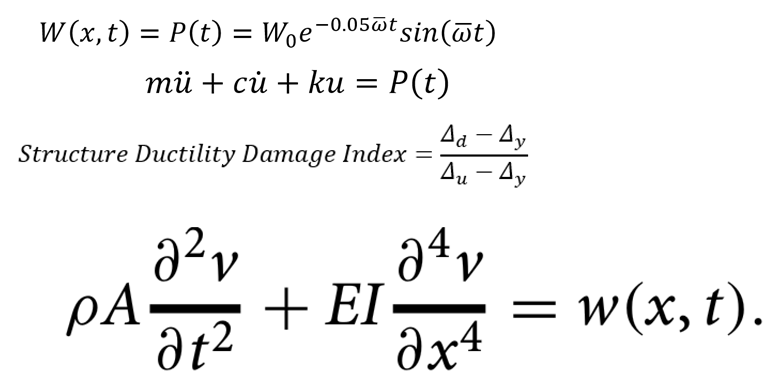 W(x, t) = P(t) = W₀e^{−0.05ω̅t}sin(ω̅t)
mü + cu̇ + ku = P(t)
Structure Ductility Damage Index = (Δ_d − Δ_y)/(Δ_u − Δ_y)
ρA ∂²v/∂t² + EI ∂⁴v/∂x⁴ = w(x, t).